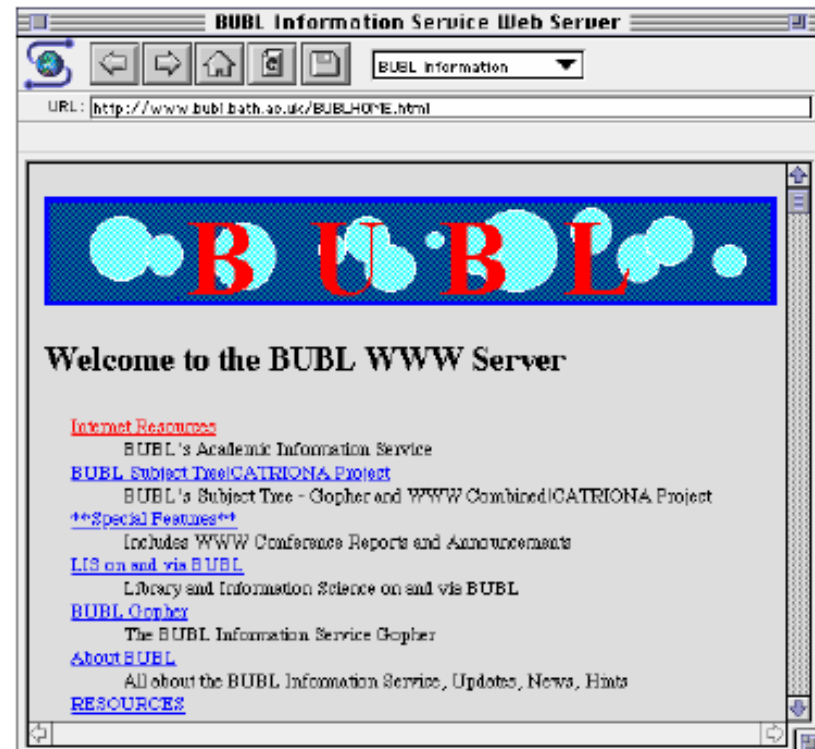 BUBL Information Service Web Server
BUBL Information
URL: http://www.bubl.bath.ac.uk/BUBLHOME.html
B U B L
Welcome to the BUBL WWW Server
Internet Resources
BUBL's Academic Information Service
BUBL Subject Tree|CATRIONA Project
BUBL's Subject Tree - Gopher and WWW Combined|CATRIONA Project
**Special Features**
Includes WWW Conference Reports and Announcements
LIS on and via BUBL
Library and Information Science on and via BUBL
BUBL Gopher
The BUBL Information Service Gopher
About BUBL
All about the BUBL Information Service, Updates, News, Hints
RESOURCES